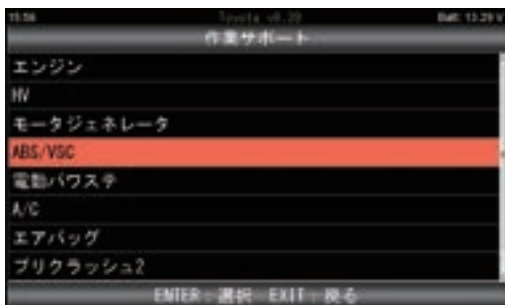 15:56 Toyota v8.20 Batt: 13.29 V
作業サポート
エンジン
HV
モータジェネレータ
ABS/VSC
電動パワステ
A/C
エアバッグ
プリクラッシュ2
ENTER：選択 EXIT：戻る